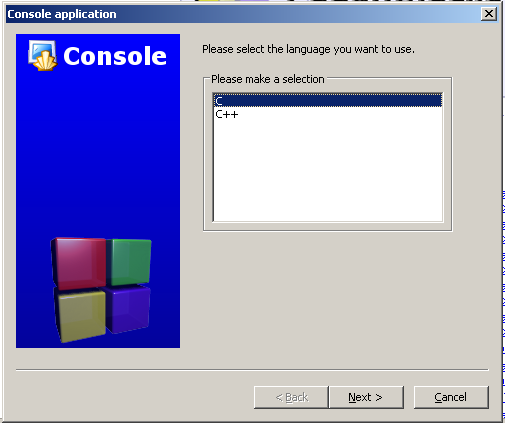 Console application
Console
Please select the language you want to use.
Please make a selection
C
C++
< Back
Next >
Cancel